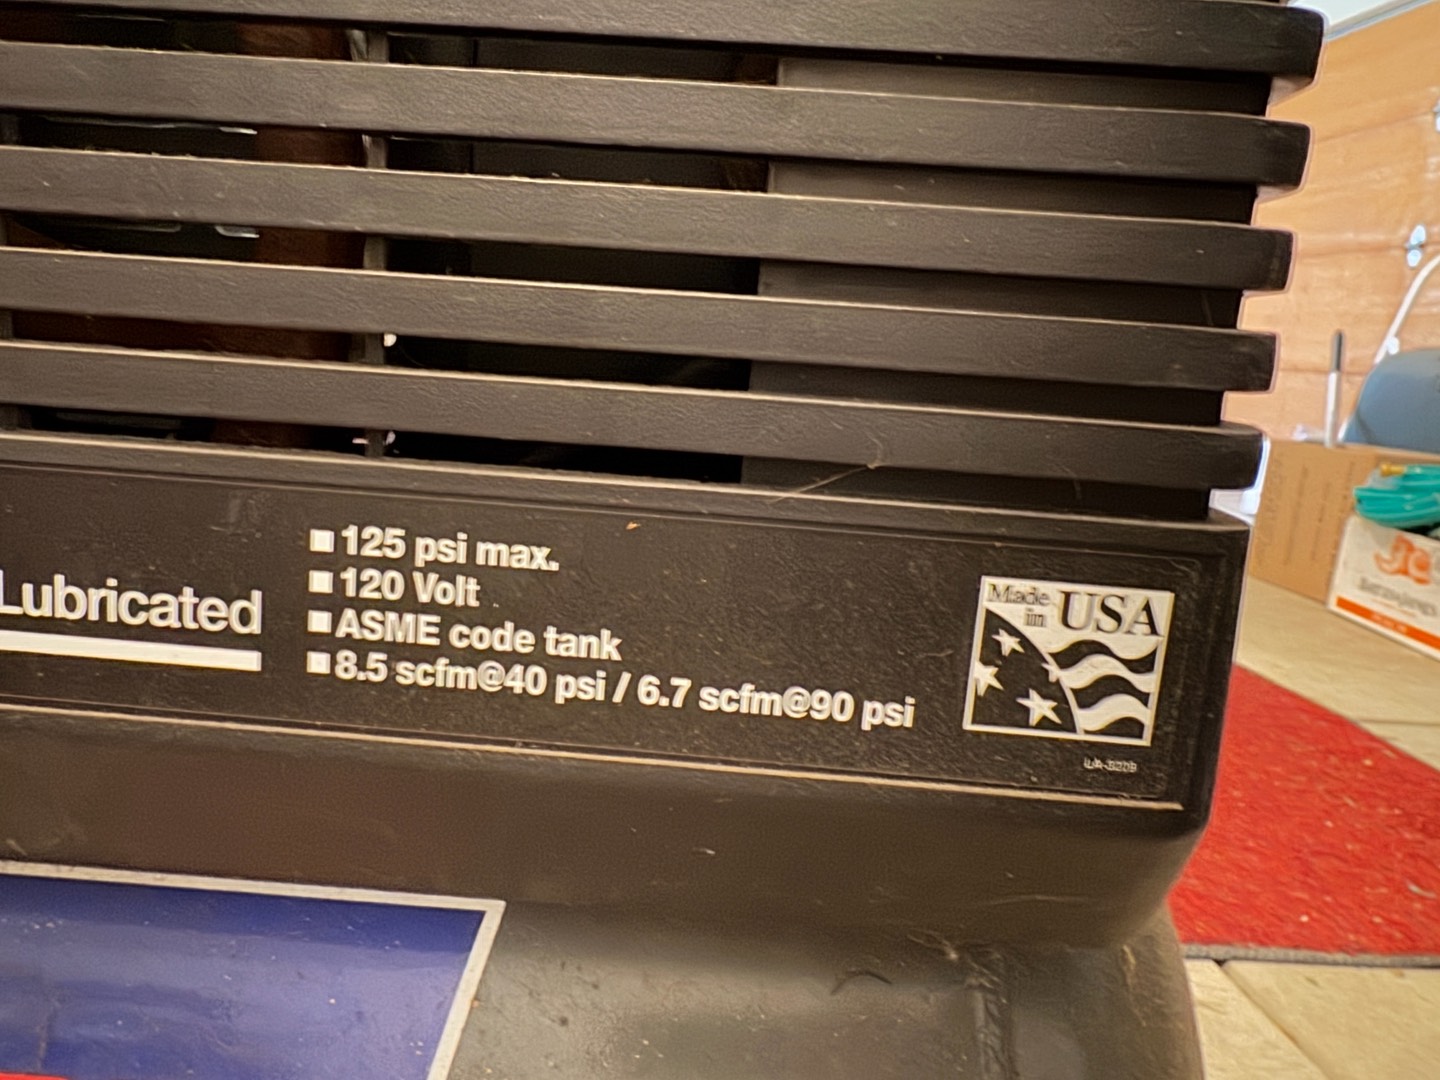 Lubricated
■ 125 psi max.
■ 120 Volt
■ ASME code tank
■ 8.5 scfm@40 psi / 6.7 scfm@90 psi
Made in USA